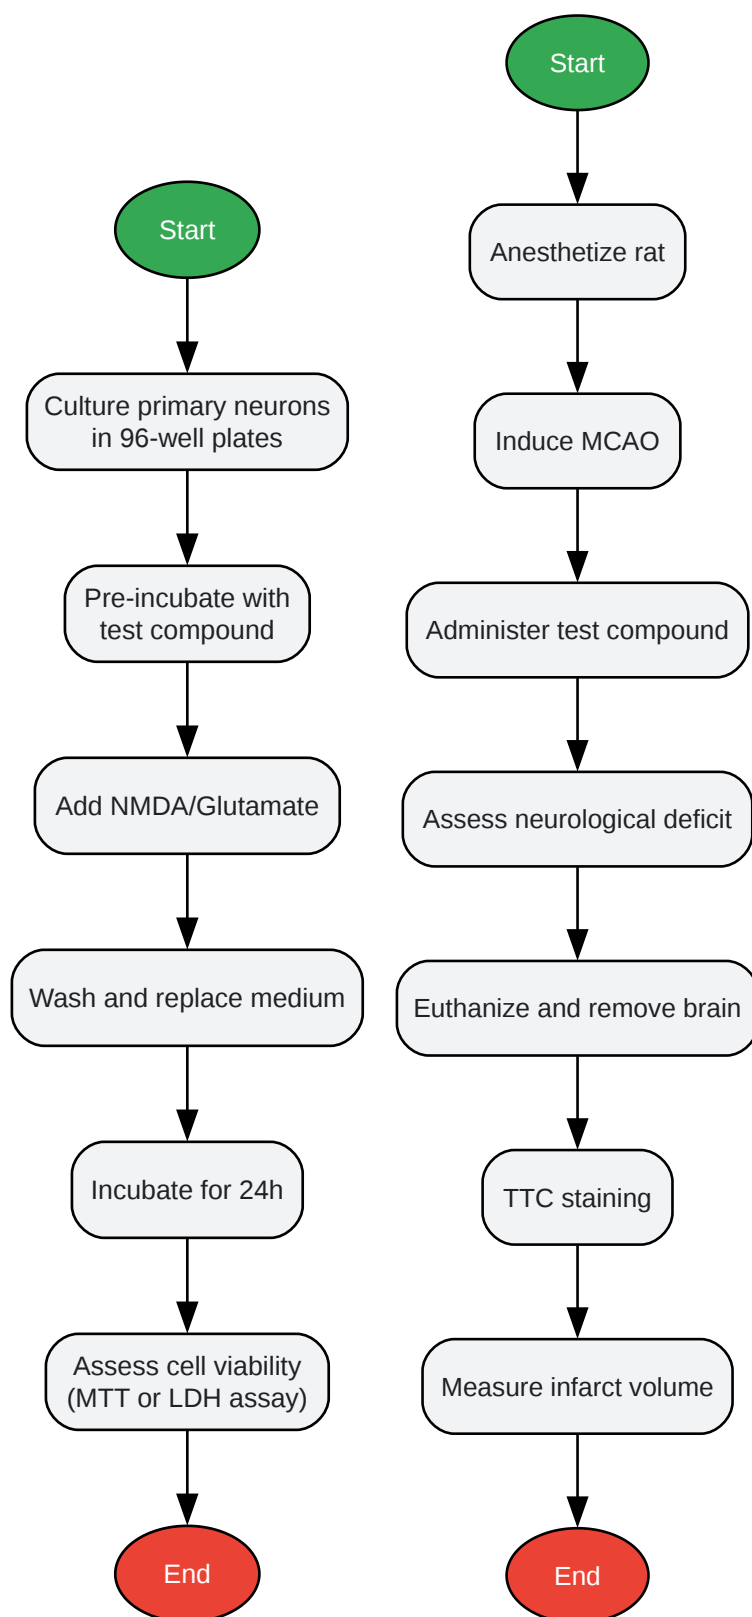 Start
Culture primary neurons
in 96-well plates
Pre-incubate with
test compound
Add NMDA/Glutamate
Wash and replace medium
Incubate for 24h
Assess cell viability
(MTT or LDH assay)
End
Start
Anesthetize rat
Induce MCAO
Administer test compound
Assess neurological deficit
Euthanize and remove brain
TTC staining
Measure infarct volume
End